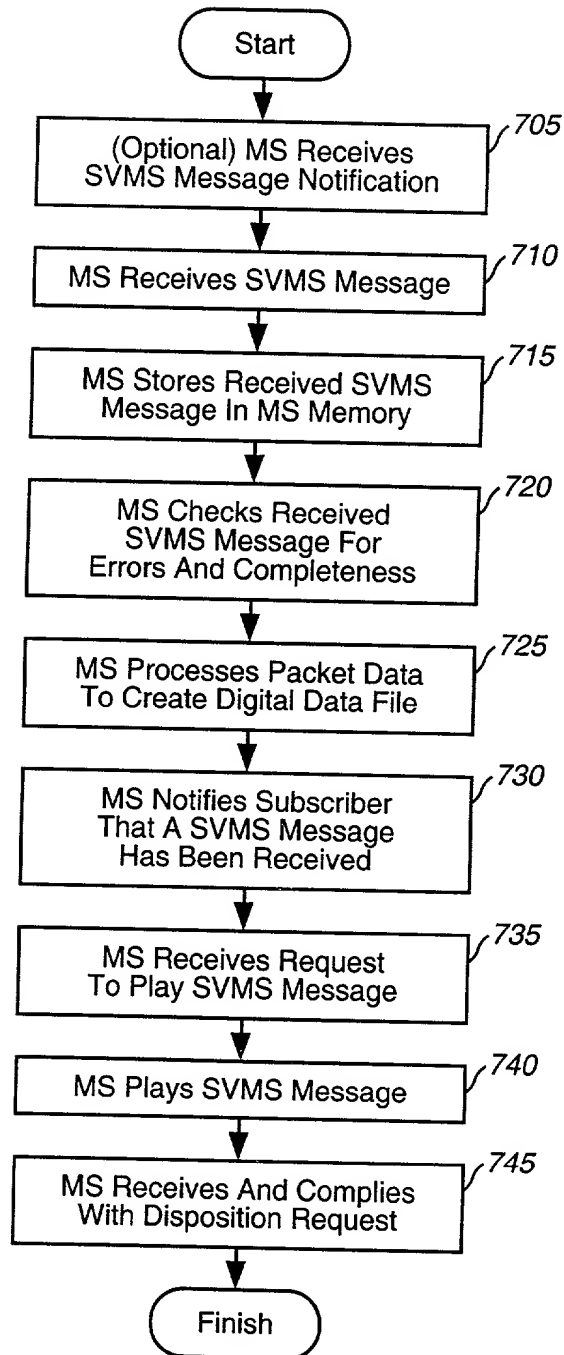 Start
705
(Optional) MS Receives
SVMS Message Notification
710
MS Receives SVMS Message
715
MS Stores Received SVMS
Message In MS Memory
720
MS Checks Received
SVMS Message For
Errors And Completeness
725
MS Processes Packet Data
To Create Digital Data File
730
MS Notifies Subscriber
That A SVMS Message
Has Been Received
735
MS Receives Request
To Play SVMS Message
740
MS Plays SVMS Message
745
MS Receives And Complies
With Disposition Request
Finish